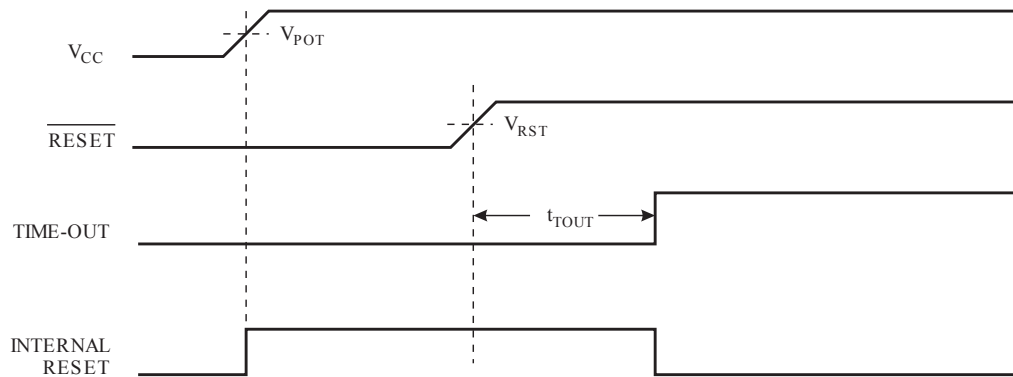 V_POT
V_CC
RESET
V_RST
t_TOUT
TIME-OUT
INTERNAL
RESET